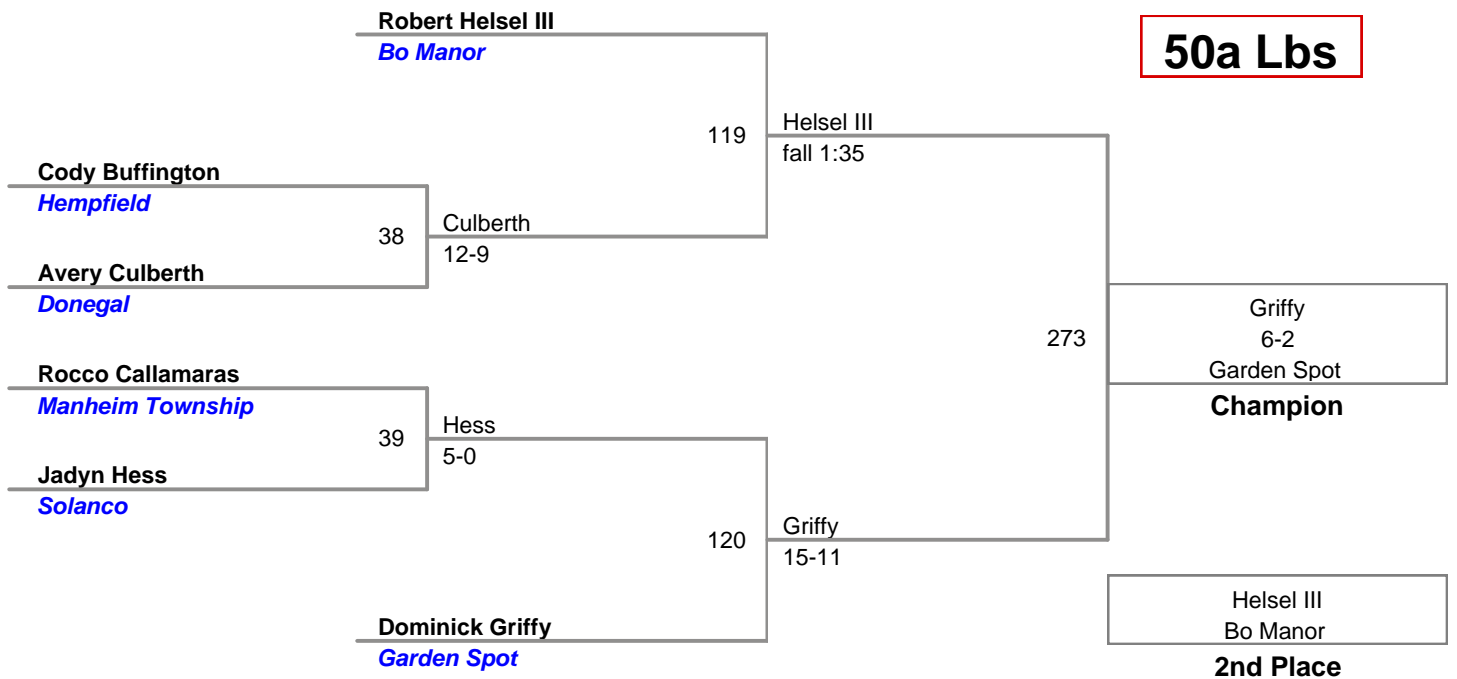 Robert Helsel III
Bo Manor
50a Lbs
119
Helsel III
fall 1:35
Cody Buffington
Hempfield
38
Culberth
12-9
Avery Culberth
Donegal
273
Griffy
6-2
Garden Spot
Champion
Rocco Callamaras
Manheim Township
39
Hess
5-0
Jadyn Hess
Solanco
120
Griffy
15-11
Dominick Griffy
Garden Spot
Helsel III
Bo Manor
2nd Place